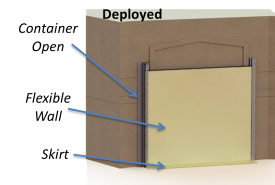 Deployed
Container
Open
Flexible
Wall
Skirt